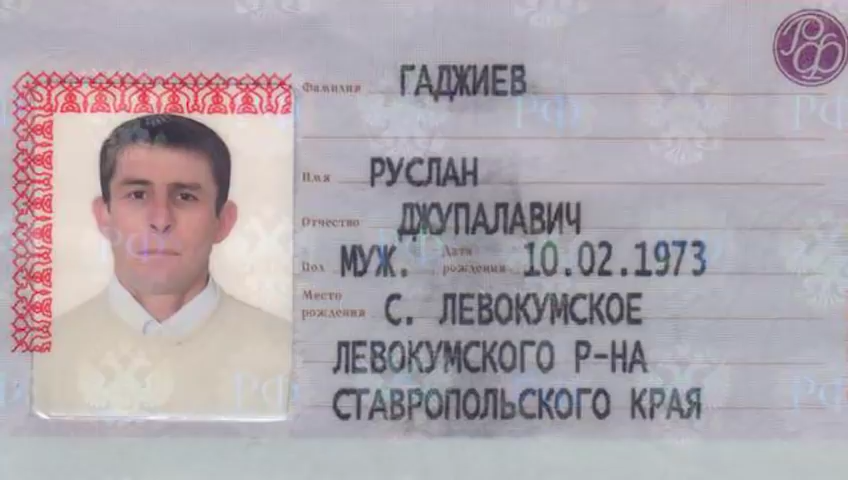 РФ
Фамилия ГАДЖИЕВ
Имя РУСЛАН
Отчество ДЖУПАЛАВИЧ
Пол МУЖ. Дата рождения 10.02.1973
Место рождения С. ЛЕВОКУМСКОЕ
ЛЕВОКУМСКОГО Р-НА
СТАВРОПОЛЬСКОГО КРАЯ